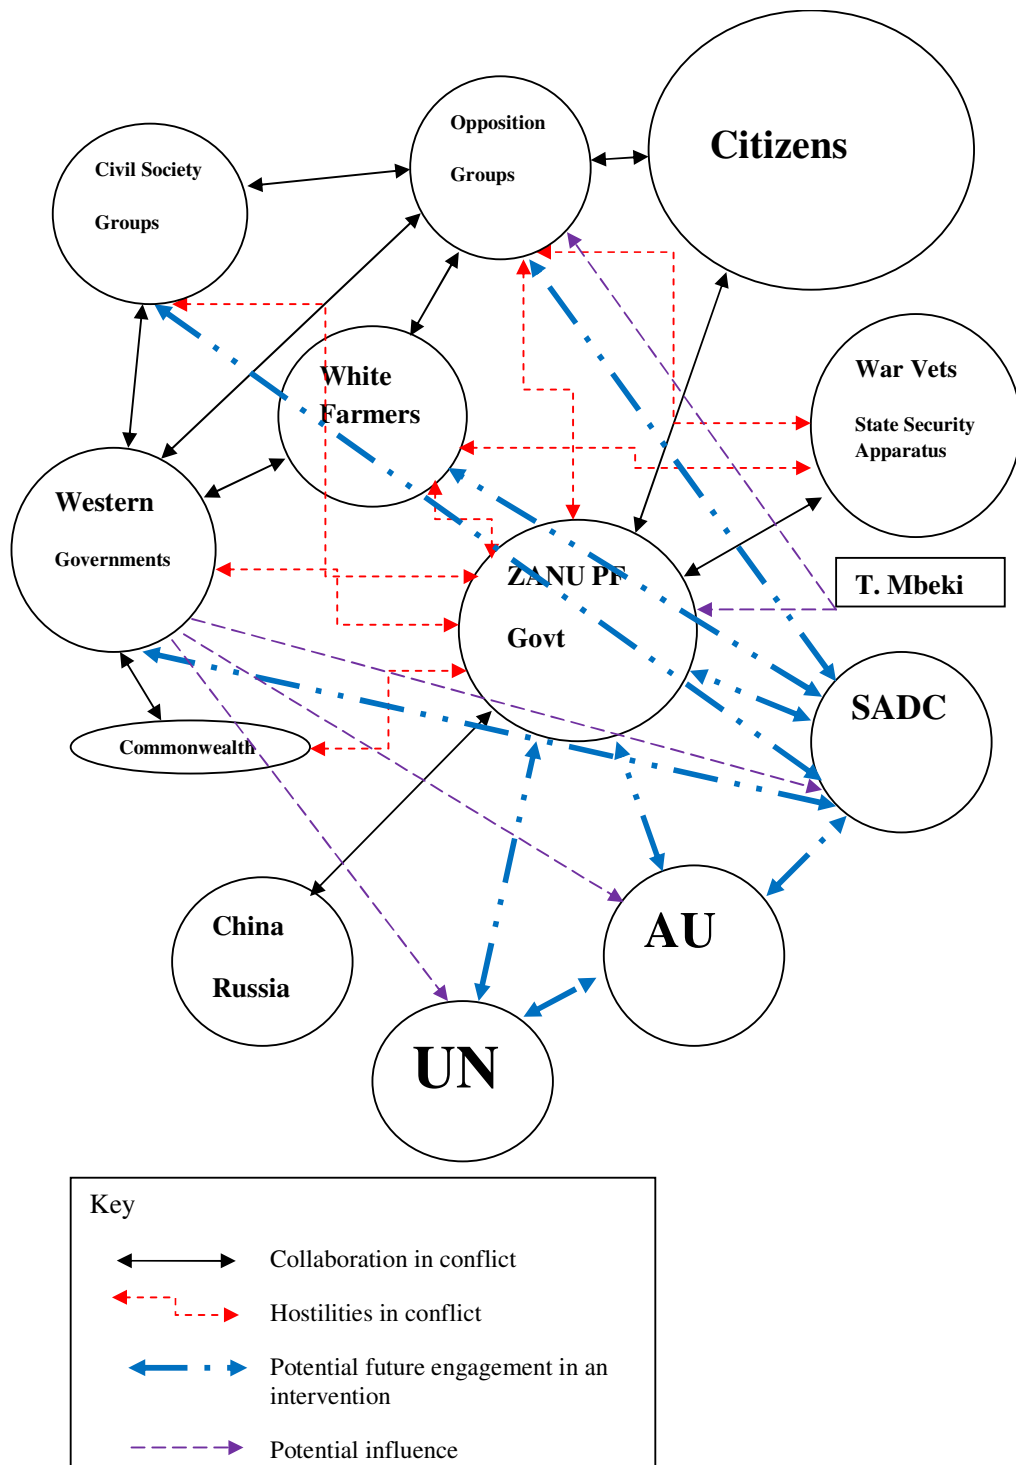 Opposition
Groups
Citizens
Civil Society
Groups
War Vets
State Security
Apparatus
White
Farmers
Western
Governments
ZANU PF
Govt
T. Mbeki
SADC
Commonwealth
China
Russia
AU
UN
Key
Collaboration in conflict
Hostilities in conflict
Potential future engagement in an
intervention
Potential influence